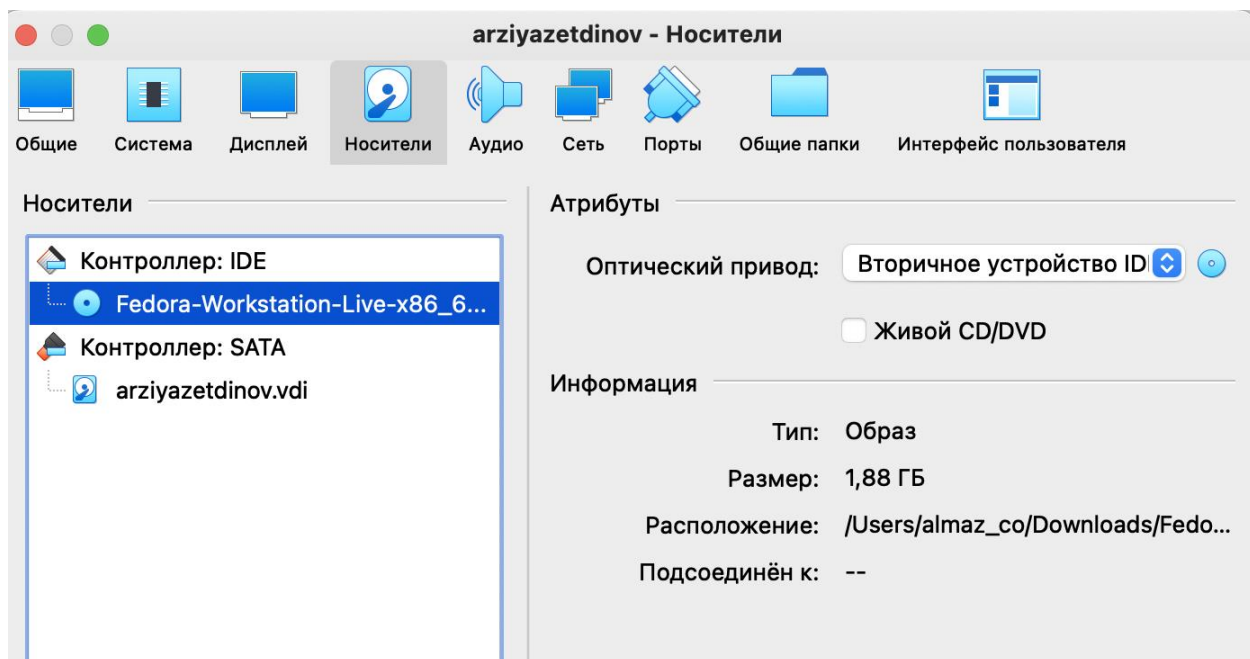 arziyazetdinov - Носители
Общие Система Дисплей Носители Аудио Сеть Порты Общие папки Интерфейс пользователя
Носители
Контроллер: IDE
Fedora-Workstation-Live-x86_6...
Контроллер: SATA
arziyazetdinov.vdi
Атрибуты
Оптический привод: Вторичное устройство ID
Живой CD/DVD
Информация
Тип: Образ
Размер: 1,88 ГБ
Расположение: /Users/almaz_co/Downloads/Fedo...
Подсоединён к: --